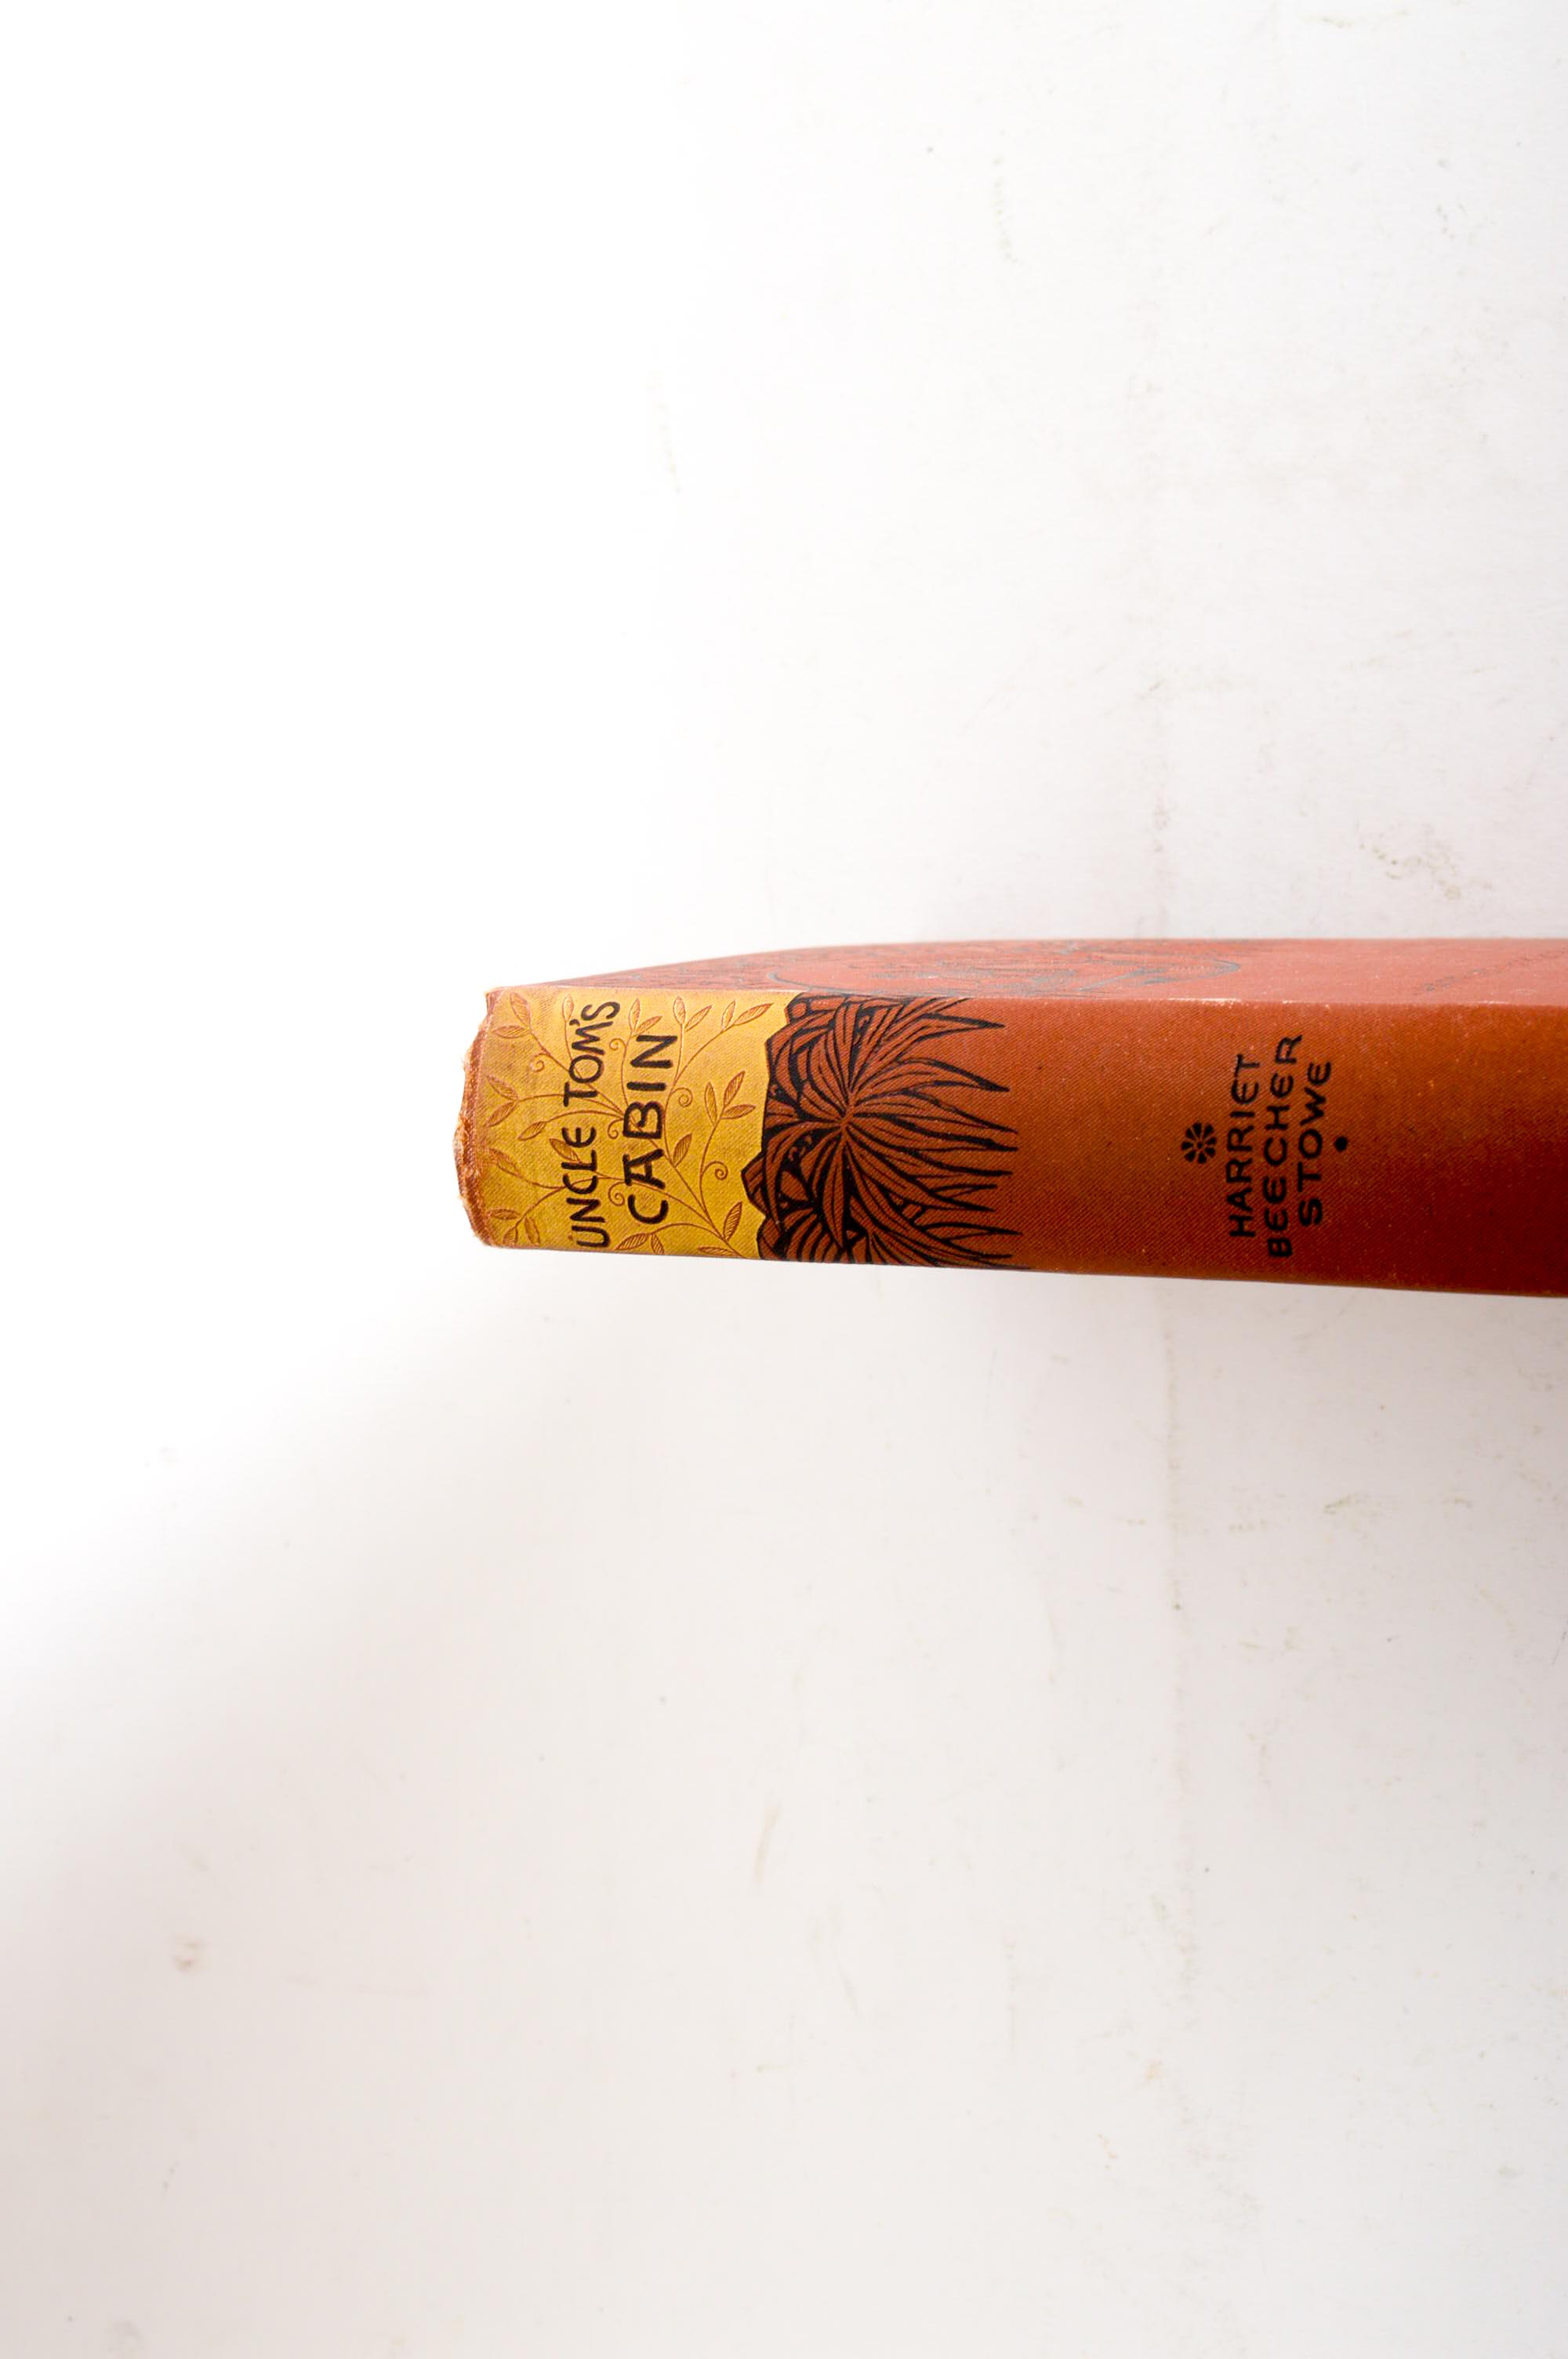 UNCLE TOM'S
CABIN
HARRIET
BEECHER
STOWE